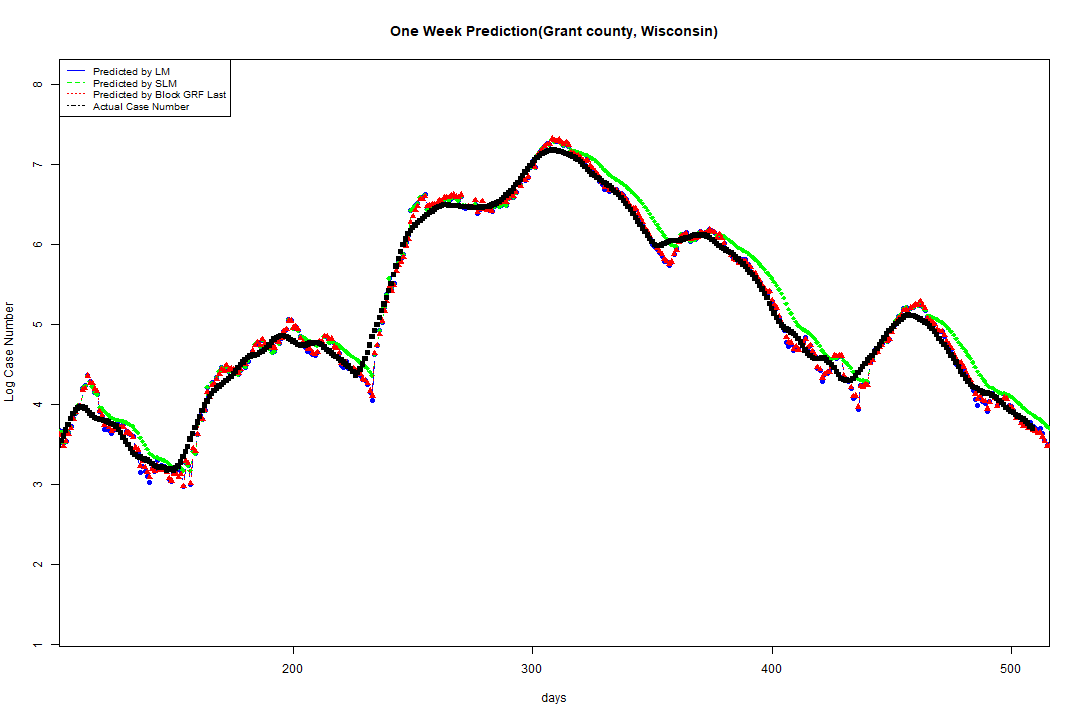 One Week Prediction(Grant county, Wisconsin)
Predicted by LM
Predicted by SLM
Predicted by Block GRF Last
Actual Case Number
8
7
6
5
4
3
2
1
Log Case Number
200 300 400 500
days